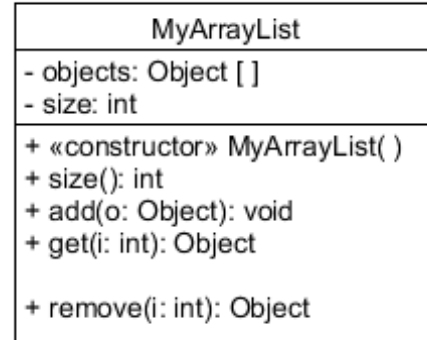 MyArrayList
- objects: Object [ ]
- size: int
+ «constructor» MyArrayList( )
+ size(): int
+ add(o: Object): void
+ get(i: int): Object
+ remove(i: int): Object